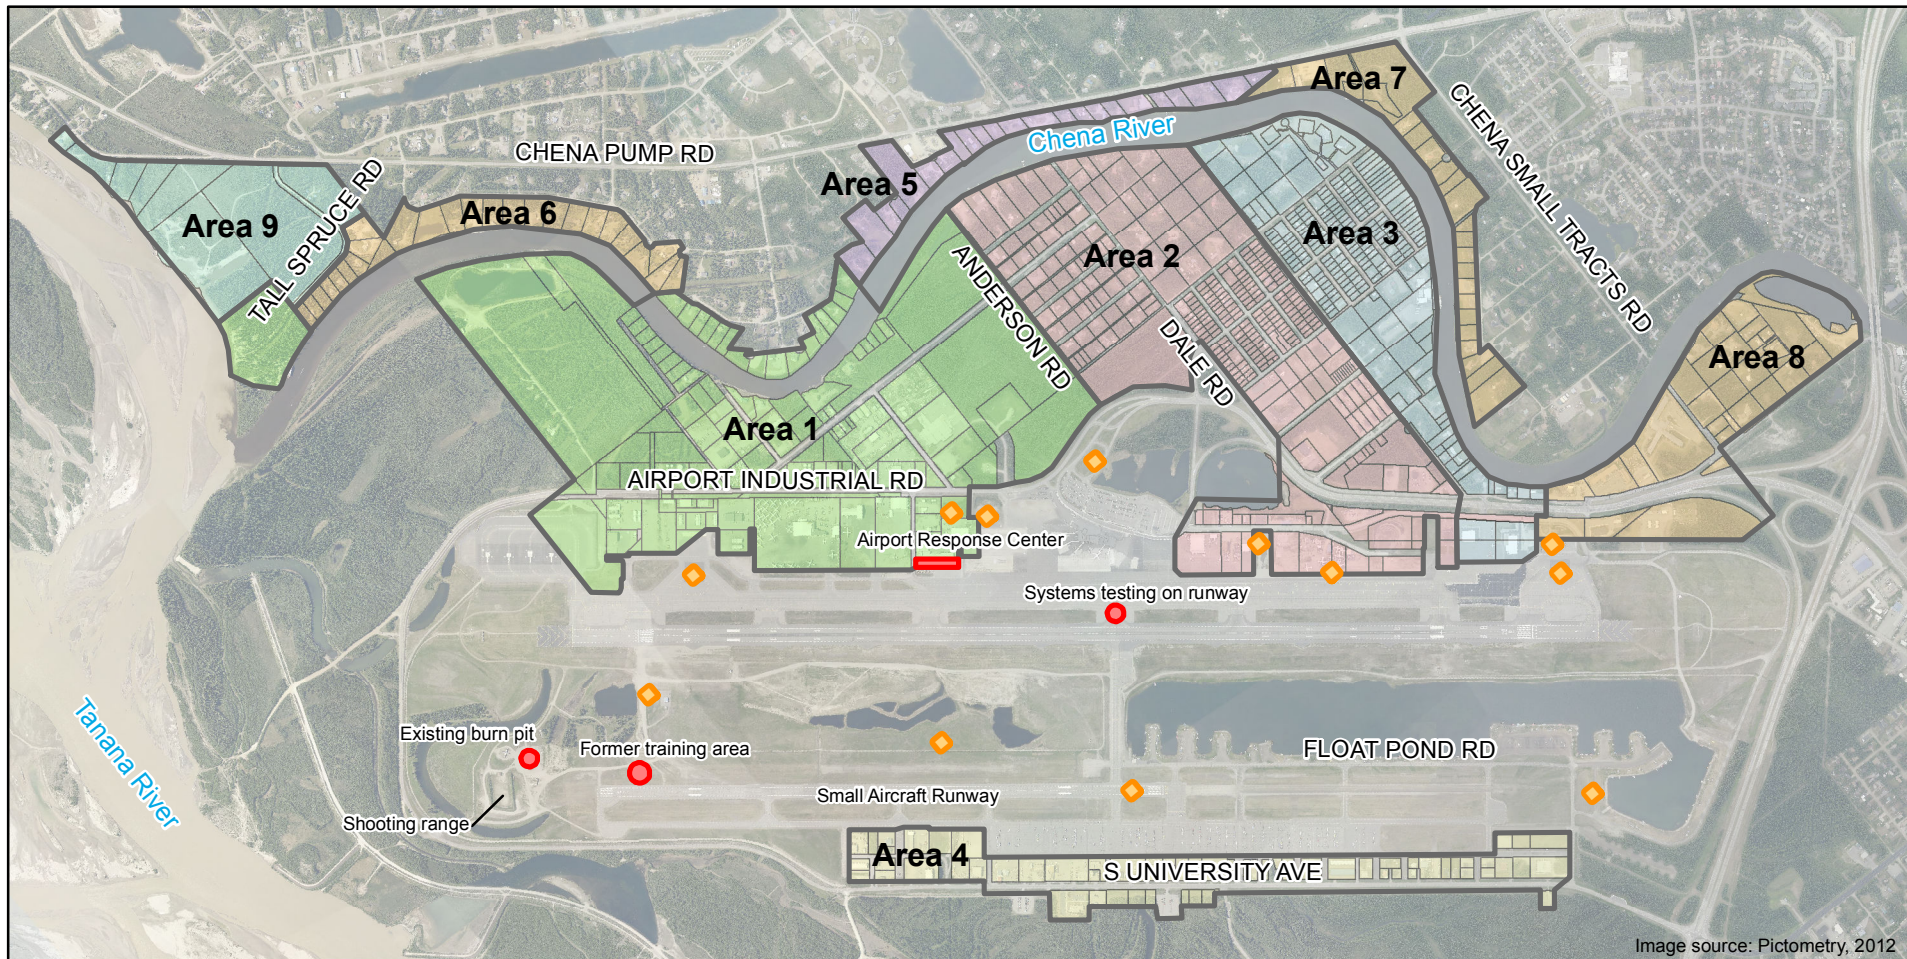 Area 7
CHENA SMALL TRACTS RD
Chena River
CHENA PUMP RD
Area 5
Area 6
Area 9
TALL SPRUCE RD
Area 3
Area 2
ANDERSON RD
DALE RD
Area 8
Area 1
AIRPORT INDUSTRIAL RD
Airport Response Center
Systems testing on runway
Tanana River
Existing burn pit
Former training area
FLOAT POND RD
Small Aircraft Runway
Shooting range
Area 4
S UNIVERSITY AVE
Image source: Pictometry, 2012